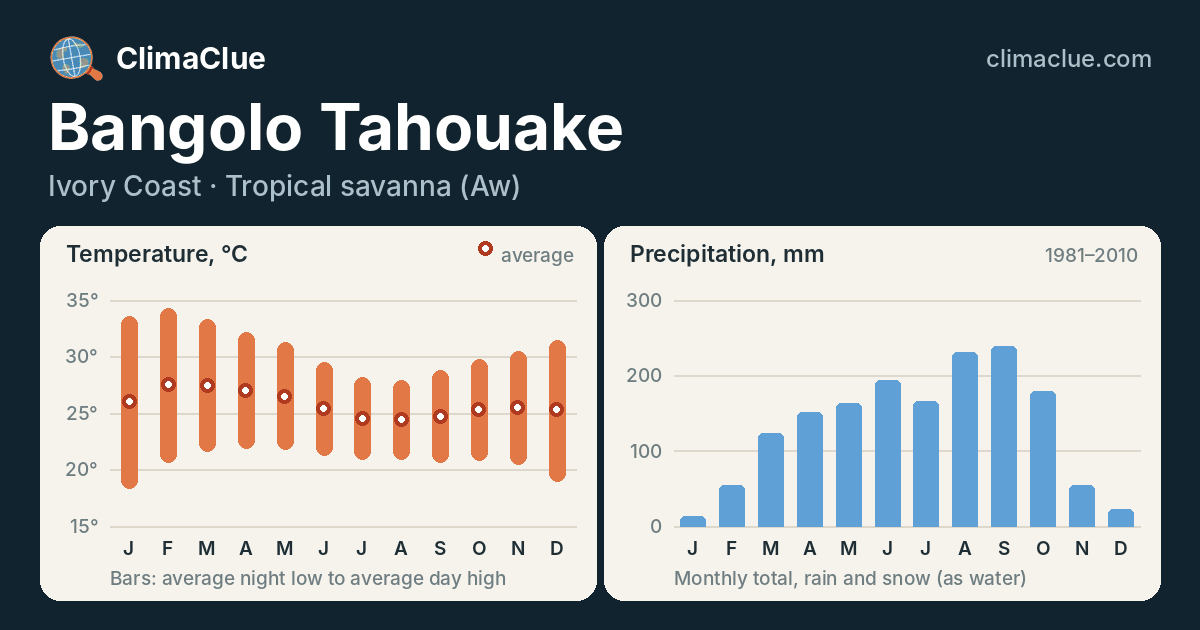 ClimaClue
climaclue.com
Bangolo Tahouake
Ivory Coast · Tropical savanna (Aw)
Temperature, °C
average
35°
30°
25°
20°
15°
J F M A M J J A S O N D
Bars: average night low to average day high
Precipitation, mm
1981–2010
300
200
100
0
J F M A M J J A S O N D
Monthly total, rain and snow (as water)